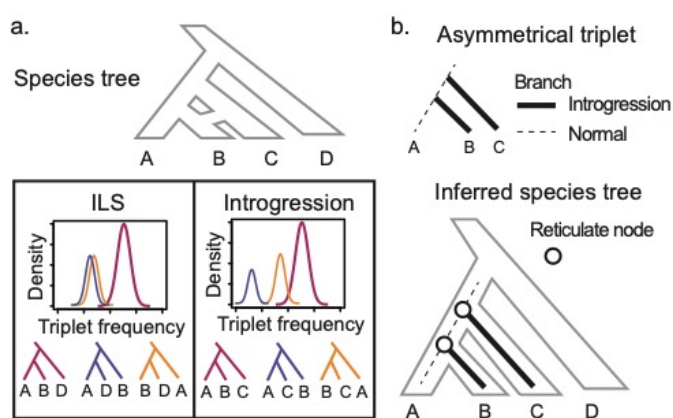 a.
Species tree
A B C D
ILS
Density
Triplet frequency
A B D A D B B D A
Introgression
Density
Triplet frequency
A B C A C B B C A
b.
Asymmetrical triplet
Branch
Introgression
Normal
A B C
Inferred species tree
Reticulate node
A B C D